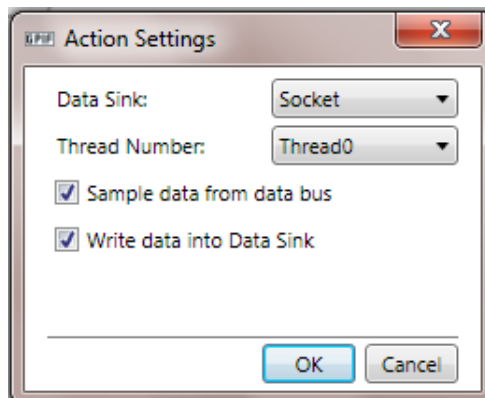 GPIF Action Settings
Data Sink: Socket
Thread Number: Thread0
Sample data from data bus
Write data into Data Sink
OK Cancel